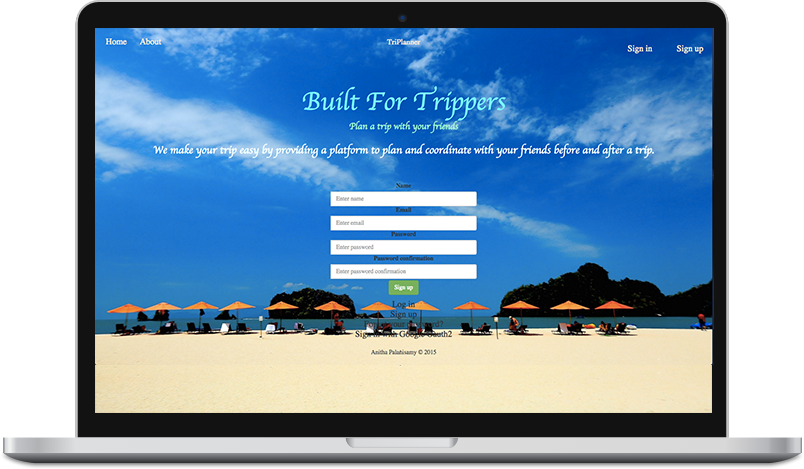 Home About TriPlanner Sign in Sign up
Built For Trippers
Plan a trip with your friends
We make your trip easy by providing a platform to plan and coordinate with your friends before and after a trip.
Name
Enter name
Email
Enter email
Password
Enter password
Password confirmation
Enter password confirmation
Sign up
Log in
Sign up
your password?
Sign in with Google Oauth2
Anitha Palanisamy © 2015